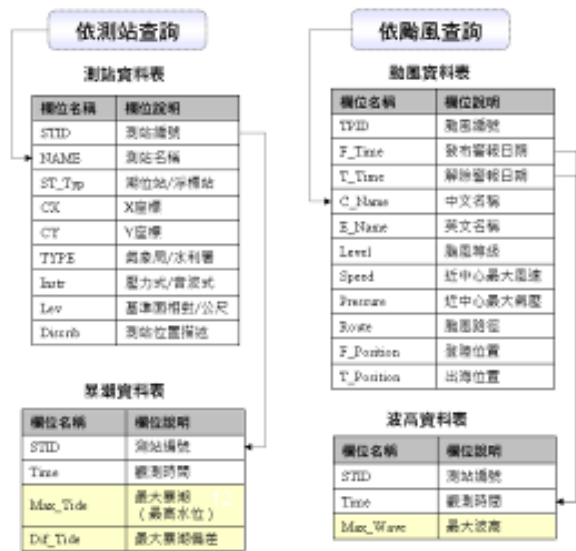 依測站查詢
測站資料表
欄位名稱 欄位說明
STID 測站編號
NAME 測站名稱
ST_Typ 潮位站/浮標站
CX X座標
CY Y座標
TYPE 氣象局/水利署
Instr 壓力式/音波式
Lev 基準面相對/公尺
Discrib 測站位置描述
暴潮資料表
欄位名稱 欄位說明
STID 測站編號
Time 觀測時間
Max_Tide 最大暴潮
（最高水位）
Dif_Tide 最大暴潮偏差
依颱風查詢
颱風資料表
欄位名稱 欄位說明
TPID 颱風編號
F_Time 發布警報日期
T_Time 解除警報日期
C_Name 中文名稱
E_Name 英文名稱
Level 颱風等級
Speed 近中心最大風速
Pressure 近中心最大氣壓
Route 颱風路徑
F_Position 登陸位置
T_Position 出海位置
波高資料表
欄位名稱 欄位說明
STID 測站編號
Time 觀測時間
Max_Wave 最大波高